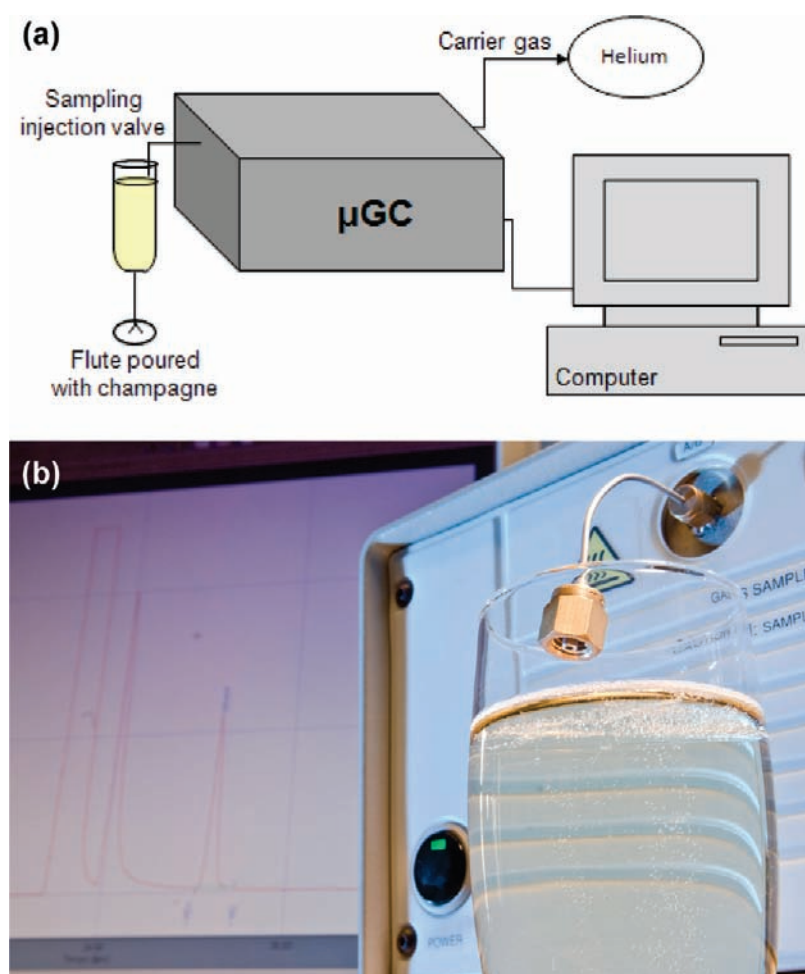 (a)
Carrier gas
Helium
Sampling
injection valve
µGC
Flute poured
with champagne
Computer
(b)
A/B
POWER